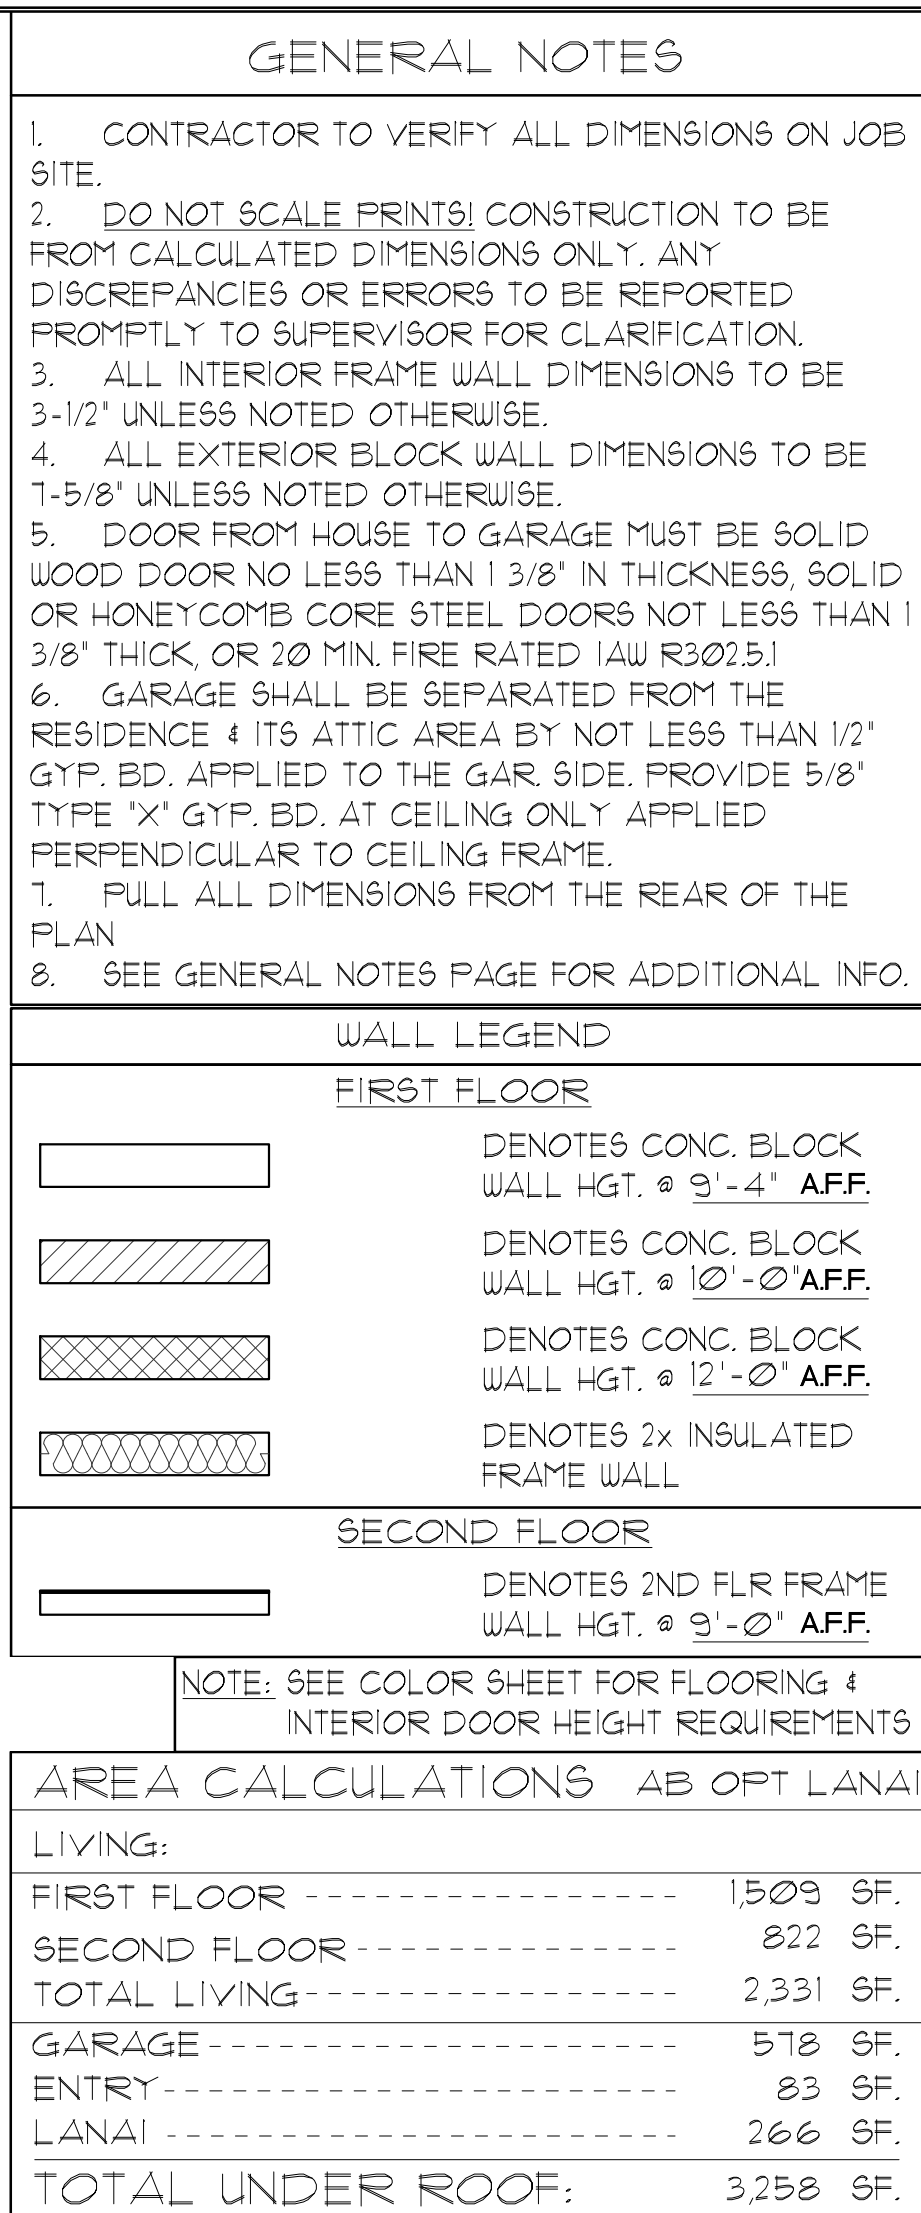 GENERAL NOTES
1. CONTRACTOR TO VERIFY ALL DIMENSIONS ON JOB
SITE.
2. DO NOT SCALE PRINTS! CONSTRUCTION TO BE
FROM CALCULATED DIMENSIONS ONLY. ANY
DISCREPANCIES OR ERRORS TO BE REPORTED
PROMPTLY TO SUPERVISOR FOR CLARIFICATION.
3. ALL INTERIOR FRAME WALL DIMENSIONS TO BE
3-1/2" UNLESS NOTED OTHERWISE.
4. ALL EXTERIOR BLOCK WALL DIMENSIONS TO BE
7-5/8" UNLESS NOTED OTHERWISE.
5. DOOR FROM HOUSE TO GARAGE MUST BE SOLID
WOOD DOOR NO LESS THAN 1 3/8" IN THICKNESS, SOLID
OR HONEYCOMB CORE STEEL DOORS NOT LESS THAN 1
3/8" THICK, OR 20 MIN. FIRE RATED IAW R302.5.1
6. GARAGE SHALL BE SEPARATED FROM THE
RESIDENCE & ITS ATTIC AREA BY NOT LESS THAN 1/2"
GYP. BD. APPLIED TO THE GAR. SIDE. PROVIDE 5/8"
TYPE "X" GYP. BD. AT CEILING ONLY APPLIED
PERPENDICULAR TO CEILING FRAME.
7. PULL ALL DIMENSIONS FROM THE REAR OF THE
PLAN
8. SEE GENERAL NOTES PAGE FOR ADDITIONAL INFO.
WALL LEGEND
FIRST FLOOR
DENOTES CONC. BLOCK
WALL HGT. @ 9'-4" A.F.F.
DENOTES CONC. BLOCK
WALL HGT. @ 10'-0" A.F.F.
DENOTES CONC. BLOCK
WALL HGT. @ 12'-0" A.F.F.
DENOTES 2x INSULATED
FRAME WALL
SECOND FLOOR
DENOTES 2ND FLR FRAME
WALL HGT. @ 9'-0" A.F.F.
NOTE: SEE COLOR SHEET FOR FLOORING &
INTERIOR DOOR HEIGHT REQUIREMENTS
AREA CALCULATIONS AB OPT LANAI
LIVING:
FIRST FLOOR ---------------- 1,509 SF.
SECOND FLOOR -------------- 822 SF.
TOTAL LIVING ---------------- 2,331 SF.
GARAGE -------------------- 578 SF.
ENTRY ---------------------- 83 SF.
LANAI ---------------------- 266 SF.
TOTAL UNDER ROOF: 3,258 SF.